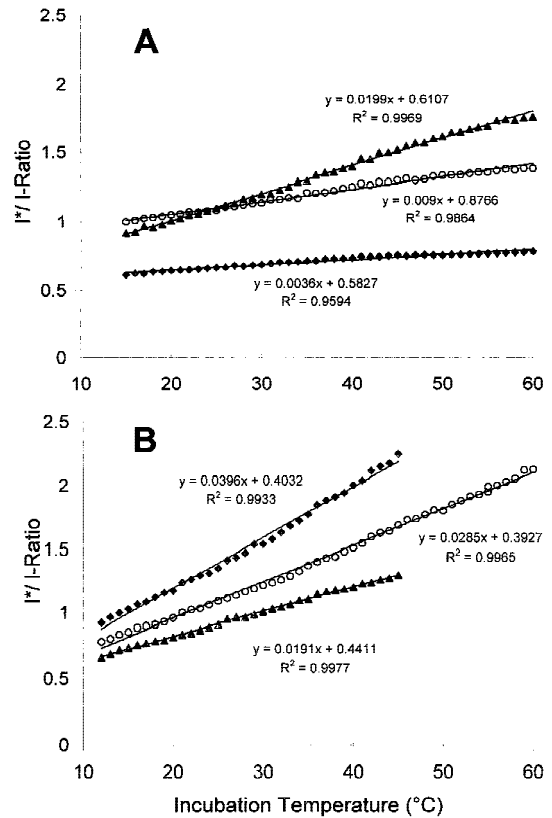 2.5
A
2
y = 0.0199x + 0.6107
R² = 0.9969
1.5
I*/ I-Ratio
y = 0.009x + 0.8766
R² = 0.9864
1
0.5
y = 0.0036x + 0.5827
R² = 0.9594
0
10 20 30 40 50 60
2.5
B
y = 0.0396x + 0.4032
R² = 0.9933
2
y = 0.0285x + 0.3927
R² = 0.9965
1.5
I*/ I-Ratio
1
y = 0.0191x + 0.4411
R² = 0.9977
0.5
0
10 20 30 40 50 60
Incubation Temperature (°C)